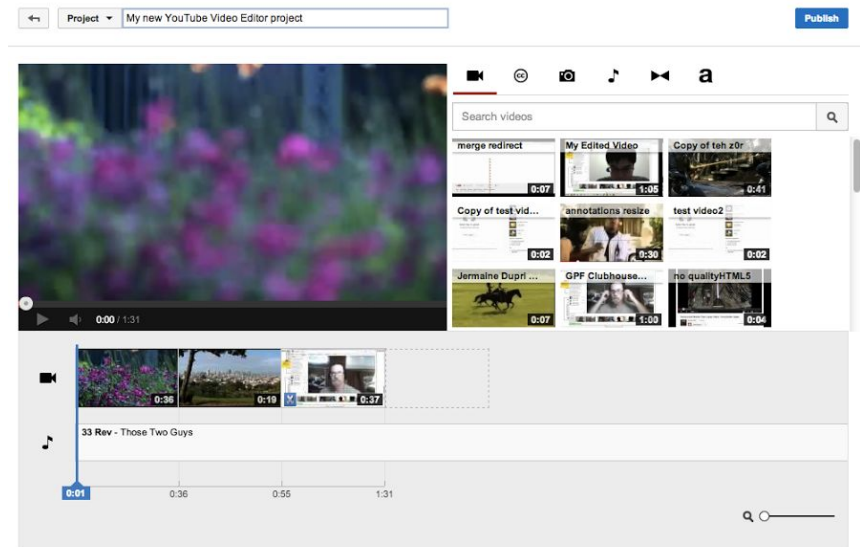 Project
My new YouTube Video Editor project
Publish
cc
a
Search videos
merge redirect
0:07
My Edited Video
1:05
Copy of teh z0r
0:41
Copy of test vid...
0:02
annotations resize
0:30
test video2
0:02
Jermaine Dupri ...
0:07
GPF Clubhouse...
1:00
no qualityHTML5
0:04
0:00 / 1:31
0:36
0:19
0:37
33 Rev - Those Two Guys
0:01
0:36
0:55
1:31